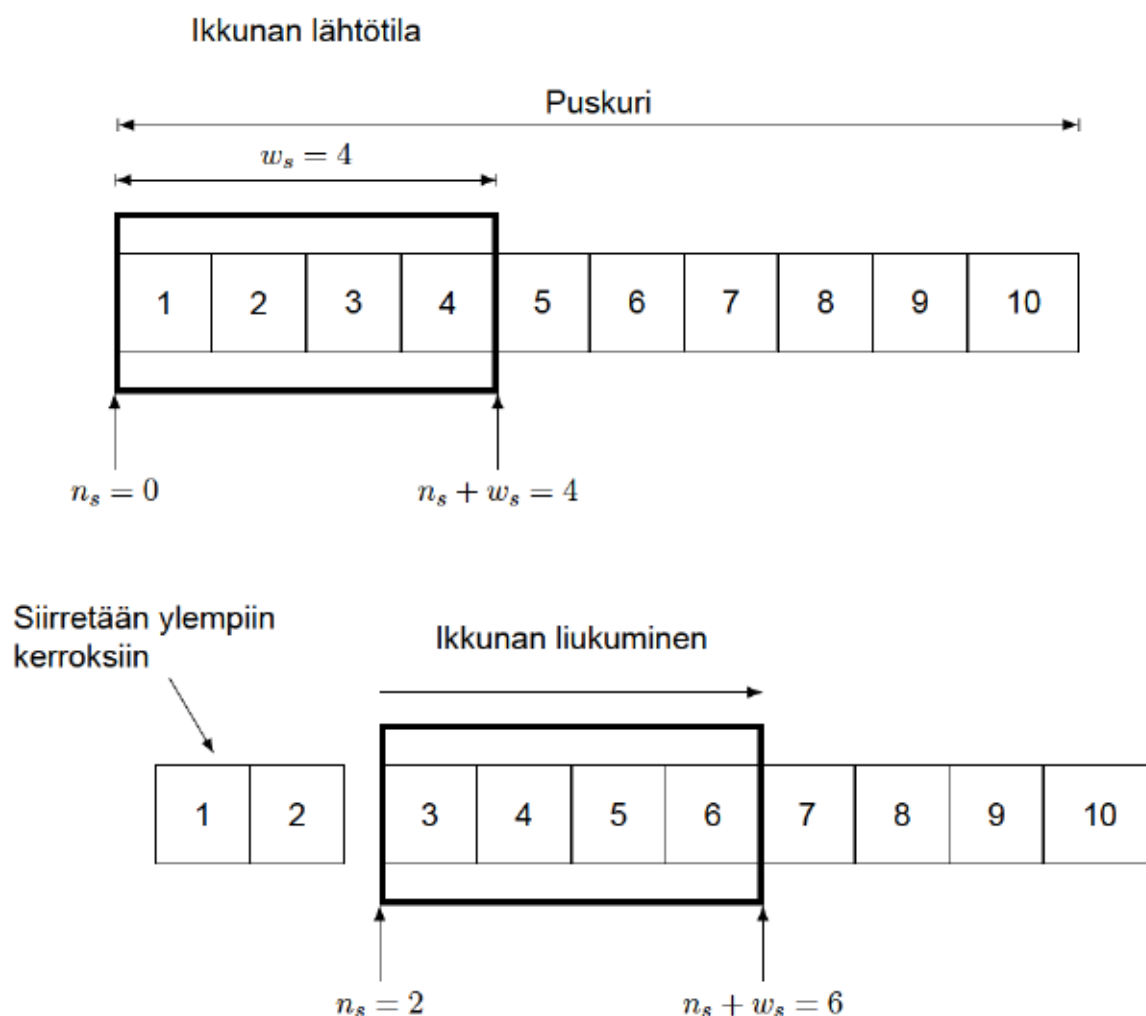 Ikkunan lähtötila
Puskuri
w_s = 4
1 2 3 4 5 6 7 8 9 10
n_s = 0 n_s + w_s = 4
Siirretään ylempiin
kerroksiin
Ikkunan liukuminen
1 2 3 4 5 6 7 8 9 10
n_s = 2 n_s + w_s = 6